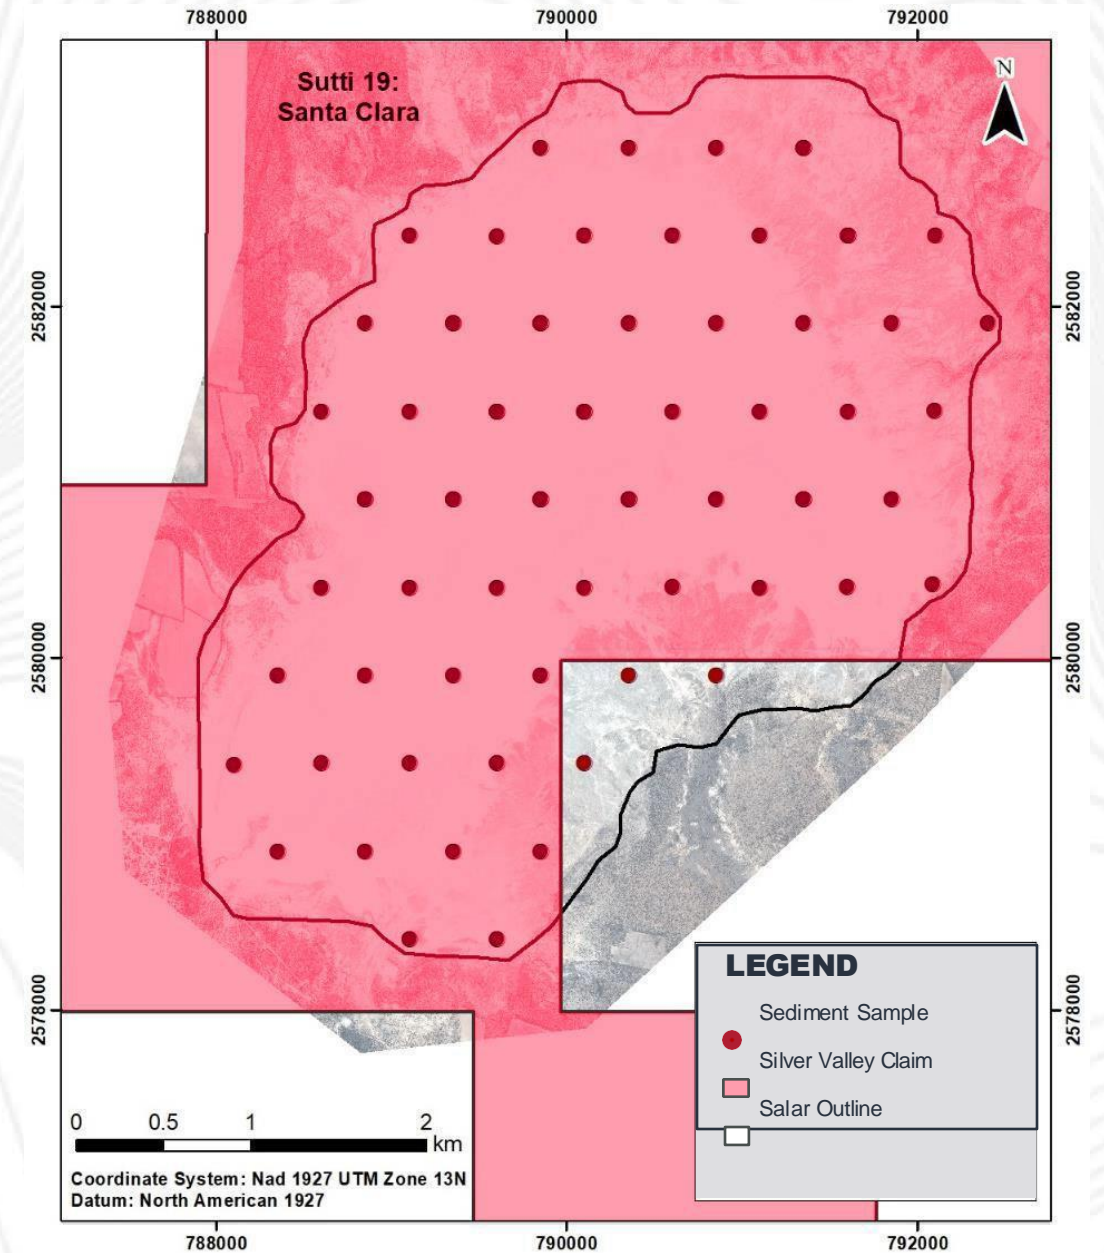 788000 790000 792000
Sutti 19:
Santa Clara
N
2582000 2582000
2580000 2580000
2578000 2578000
LEGEND
Sediment Sample
Silver Valley Claim
Salar Outline
0 0.5 1 2
km
Coordinate System: Nad 1927 UTM Zone 13N
Datum: North American 1927
788000 790000 792000